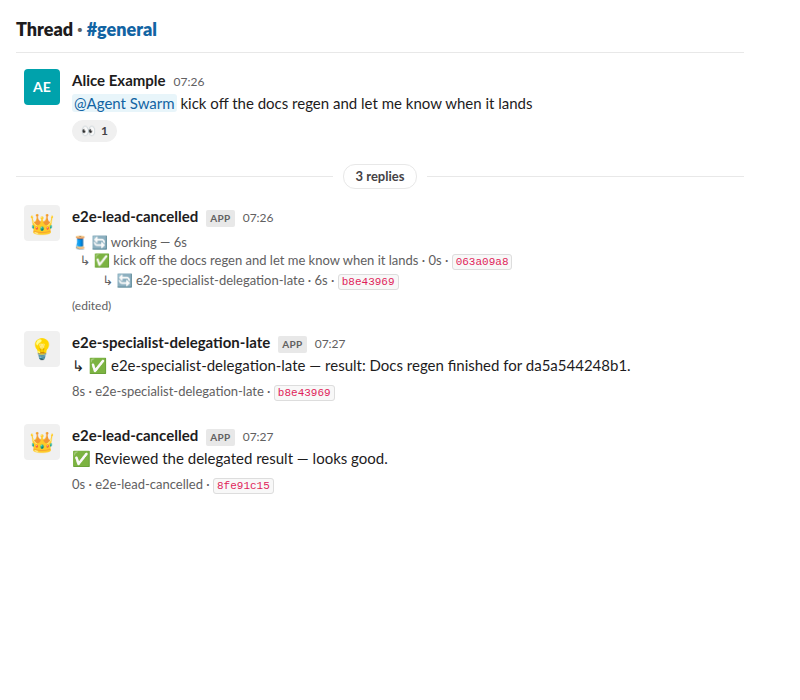 Thread • #general
AE
Alice Example 07:26
@Agent Swarm kick off the docs regen and let me know when it lands
👀 1
3 replies
e2e-lead-cancelled APP 07:26
🧵 🔄 working — 6s
↳ ✅ kick off the docs regen and let me know when it lands · 0s · 063a09a8
↳ 🔄 e2e-specialist-delegation-late · 6s · b8e43969
(edited)
e2e-specialist-delegation-late APP 07:27
↳ ✅ e2e-specialist-delegation-late — result: Docs regen finished for da5a544248b1.
8s · e2e-specialist-delegation-late · b8e43969
e2e-lead-cancelled APP 07:27
✅ Reviewed the delegated result — looks good.
0s · e2e-lead-cancelled · 8fe91c15